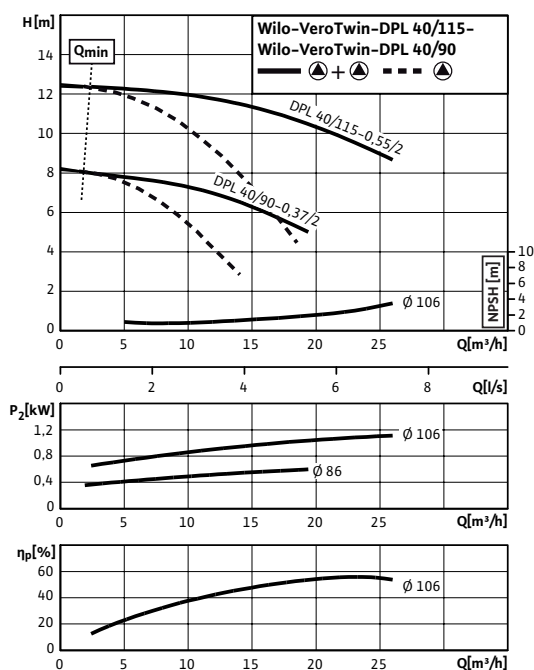 H[m]
Wilo-VeroTwin-DPL 40/115-
Wilo-VeroTwin-DPL 40/90
+
Qmin
14
12
10
8
6
4
2
0
DPL 40/115-0,55/2
DPL 40/90-0,37/2
10
8
6
4
2
0
NPSH [m]
Ø 106
0 5 10 15 20 25 Q[m³/h]
0 2 4 6 8 Q[l/s]
P₂[kW]
1,2
0,8
0,4
0
Ø 106
Ø 86
0 5 10 15 20 25 Q[m³/h]
ηp[%]
60
40
20
0
Ø 106
0 5 10 15 20 25 Q[m³/h]